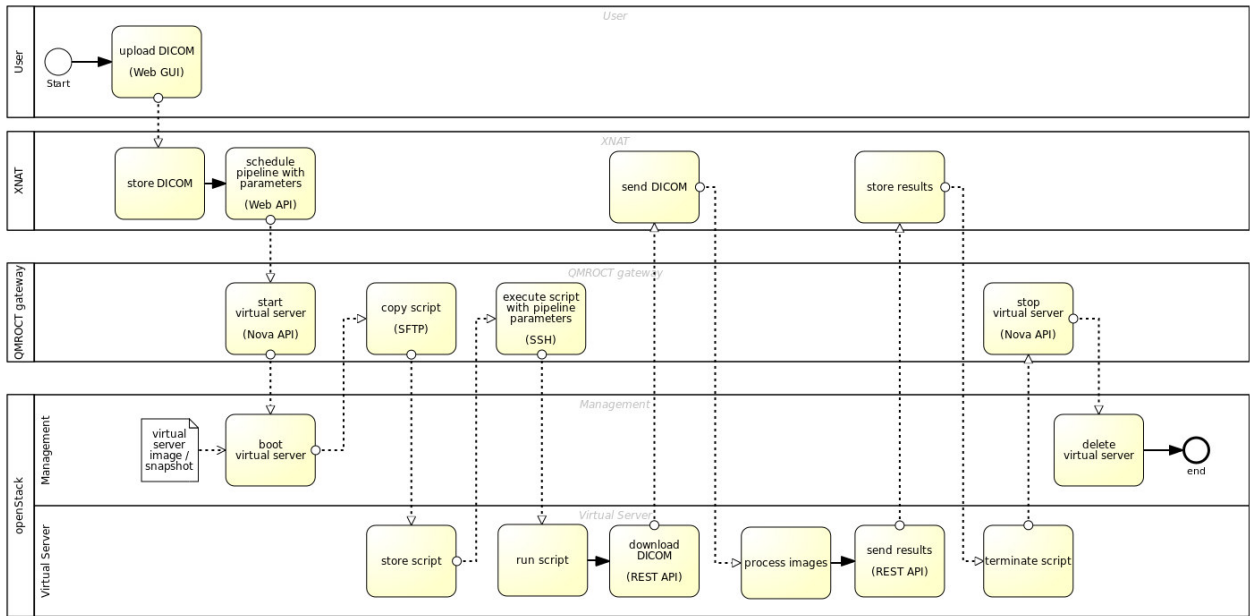 User
User
Start
upload DICOM
(Web GUI)
XNAT
XNAT
store DICOM
schedule
pipeline with
parameters
(Web API)
send DICOM
store results
QMROCT gateway
QMROCT gateway
start
virtual server
(Nova API)
copy script
(SFTP)
execute script
with pipeline
parameters
(SSH)
stop
virtual server
(Nova API)
openStack
Management
Management
virtual
server
image /
snapshot
boot
virtual server
delete
virtual server
end
Virtual Server
Virtual Server
store script
run script
download
DICOM
(REST API)
process images
send results
(REST API)
terminate script